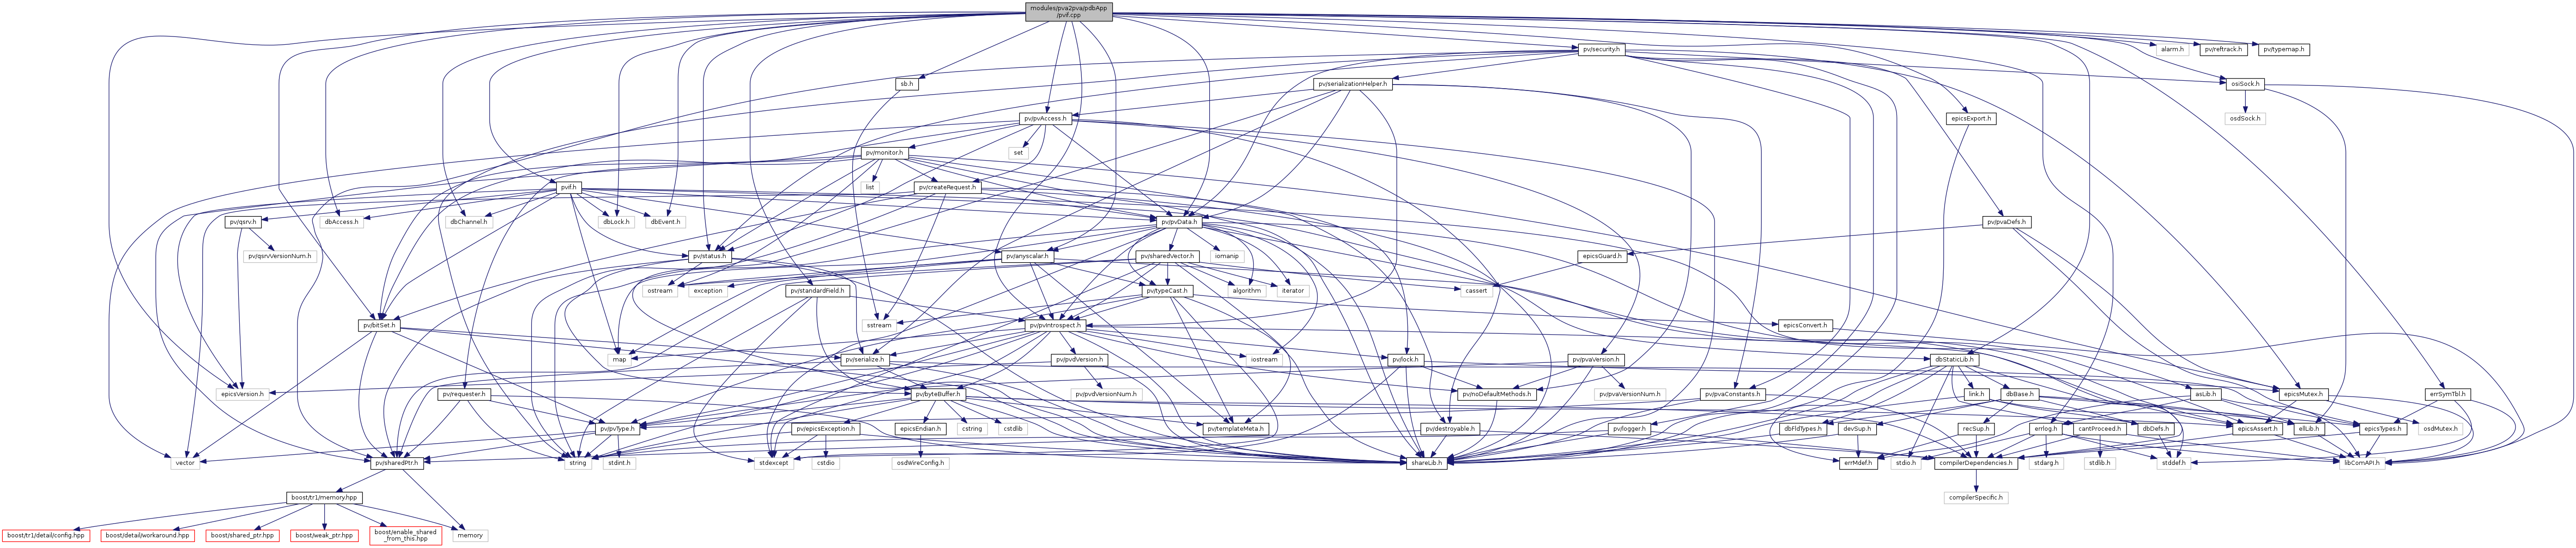 modules/pva2pva/pdbApp
/pvif.cpp
pv/security.h
alarm.h
pv/reftrack.h
pv/typemap.h
sb.h
pv/serializationHelper.h
osiSock.h
pv/pvAccess.h
epicsExport.h
osdSock.h
pv/monitor.h
set
pvif.h
list
pv/createRequest.h
pv/qsrv.h
dbAccess.h
dbChannel.h
dbLock.h
dbEvent.h
pv/pvData.h
pv/pvaDefs.h
pv/qsrvVersionNum.h
pv/status.h
pv/anyscalar.h
pv/sharedVector.h
iomanip
epicsGuard.h
ostream
exception
pv/standardField.h
pv/typeCast.h
algorithm
iterator
cassert
pv/bitSet.h
sstream
pv/pvIntrospect.h
epicsConvert.h
map
pv/serialize.h
pv/pvdVersion.h
iostream
pv/lock.h
pv/pvaVersion.h
dbStaticLib.h
epicsVersion.h
pv/requester.h
pv/byteBuffer.h
pv/pvdVersionNum.h
pv/noDefaultMethods.h
pv/pvaVersionNum.h
pv/pvaConstants.h
link.h
dbBase.h
asLib.h
epicsMutex.h
errSymTbl.h
pv/pvType.h
pv/epicsException.h
epicsEndian.h
cstring
cstdlib
pv/templateMeta.h
pv/destroyable.h
pv/logger.h
dbFldTypes.h
devSup.h
recSup.h
errlog.h
cantProceed.h
dbDefs.h
epicsAssert.h
ellLib.h
epicsTypes.h
osdMutex.h
vector
pv/sharedPtr.h
string
stdint.h
stdexcept
cstdio
osdWireConfig.h
shareLib.h
errMdef.h
stdio.h
compilerDependencies.h
stdarg.h
stdlib.h
stddef.h
libComAPI.h
boost/tr1/memory.hpp
compilerSpecific.h
boost/tr1/detail/config.hpp
boost/detail/workaround.hpp
boost/shared_ptr.hpp
boost/weak_ptr.hpp
boost/enable_shared
_from_this.hpp
memory